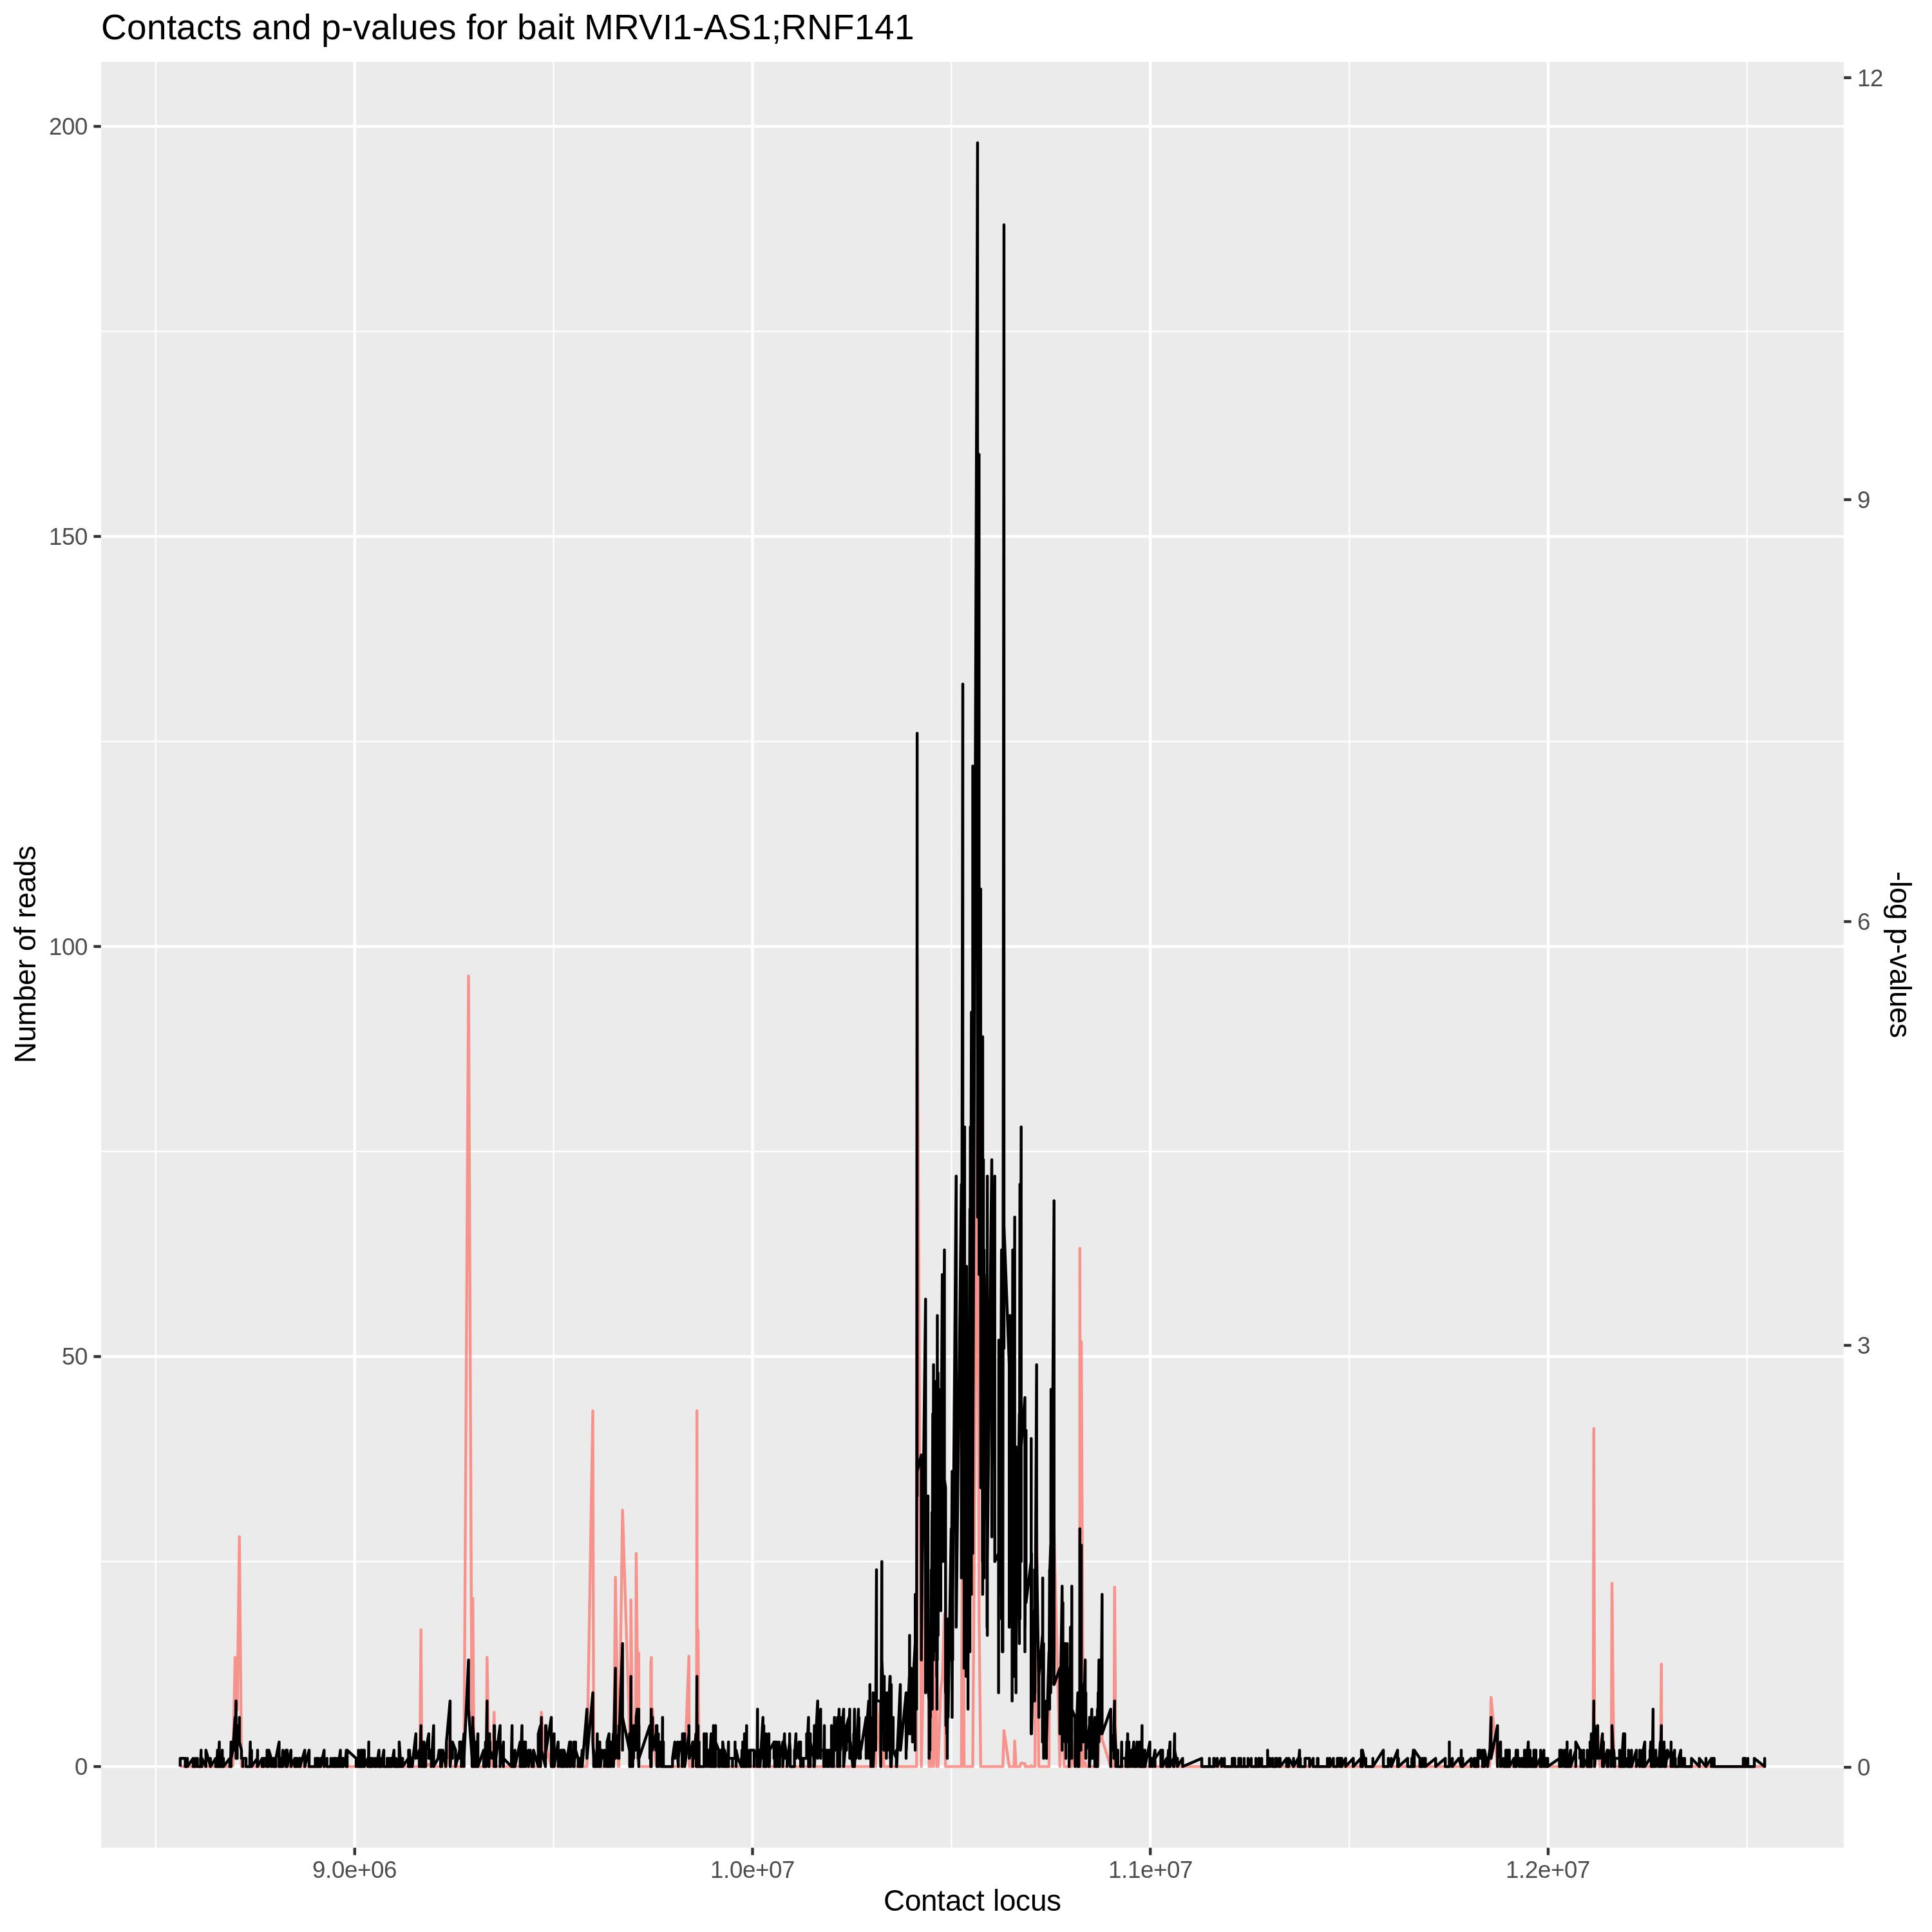 Contacts and p-values for bait MRVI1-AS1;RNF141
200
150
100
50
0
12
9
6
3
0
Number of reads
-log p-values
9.0e+06
1.0e+07
1.1e+07
1.2e+07
Contact locus